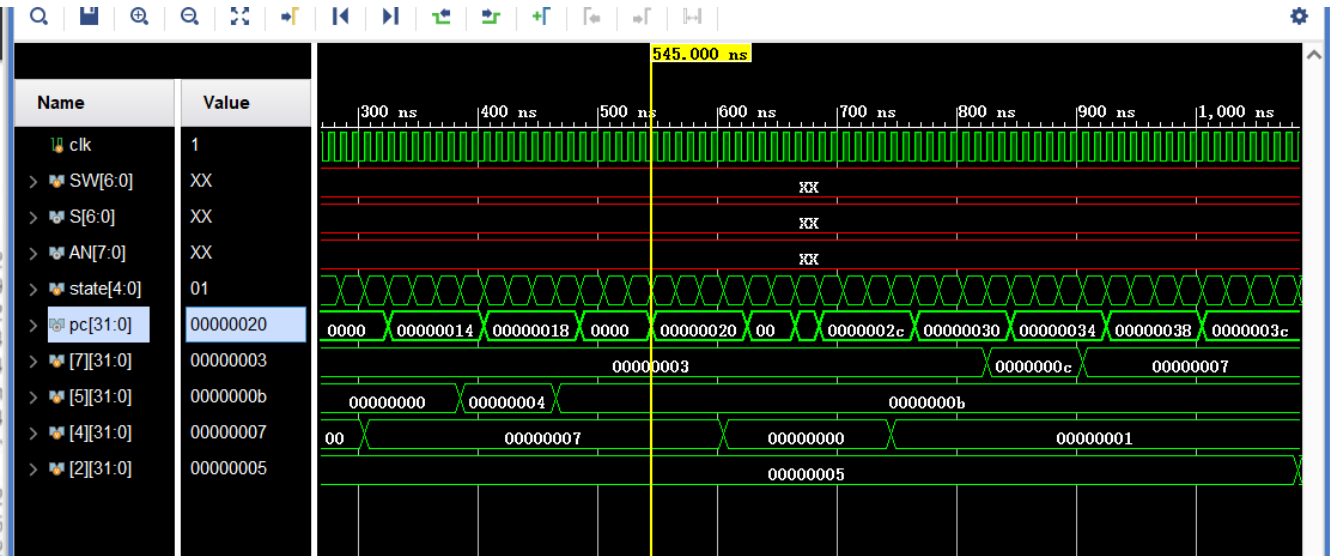 545.000 ns
Name Value
300 ns 400 ns 500 ns 600 ns 700 ns 800 ns 900 ns 1,000 ns
clk 1
SW[6:0] XX XX
S[6:0] XX XX
AN[7:0] XX XX
state[4:0] 01
pc[31:0] 00000020 0000 00000014 00000018 0000 00000020 00 0000002c 00000030 00000034 00000038 0000003c
[7][31:0] 00000003 00000003 0000000c 00000007
[5][31:0] 0000000b 00000000 00000004 0000000b
[4][31:0] 00000007 00 00000007 00000000 00000001
[2][31:0] 00000005 00000005